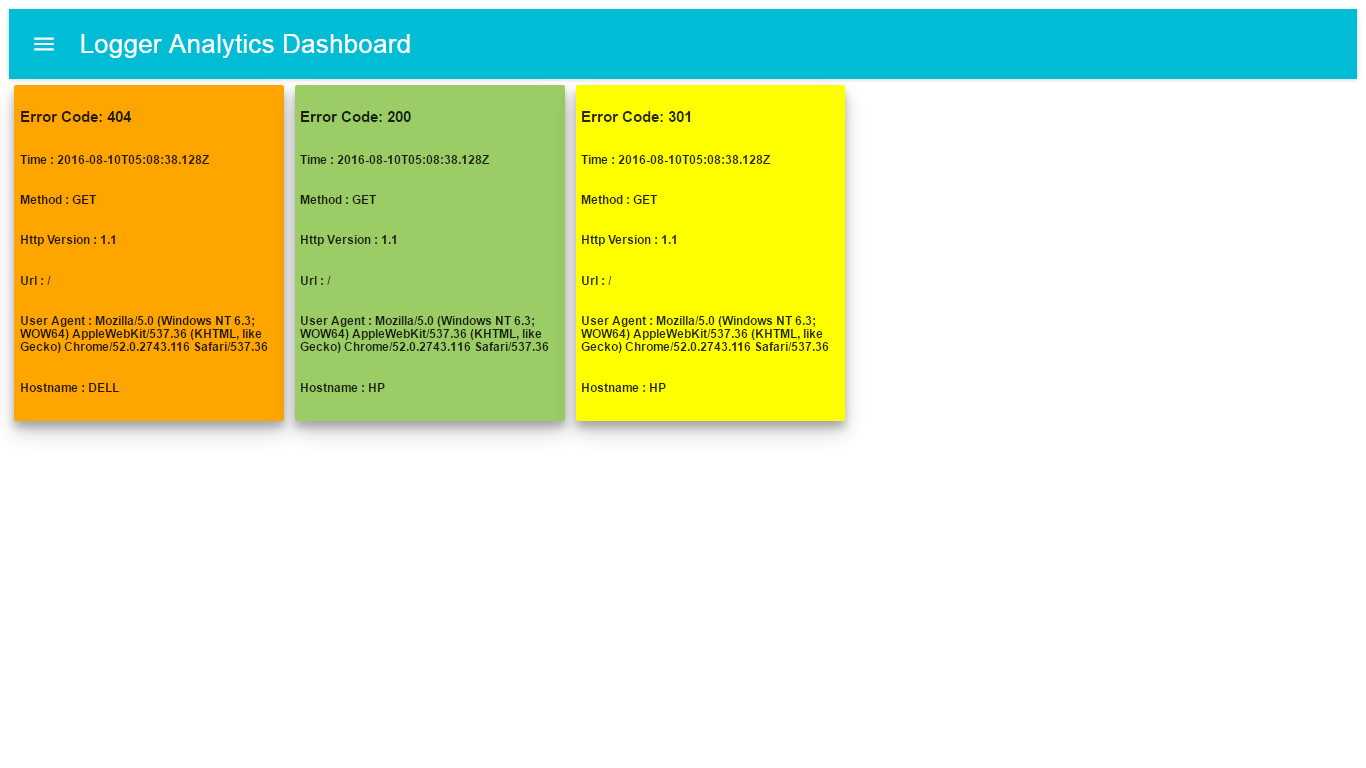 Logger Analytics Dashboard
Error Code: 404
Time : 2016-08-10T05:08:38.128Z
Method : GET
Http Version : 1.1
Url : /
User Agent : Mozilla/5.0 (Windows NT 6.3;
WOW64) AppleWebKit/537.36 (KHTML, like
Gecko) Chrome/52.0.2743.116 Safari/537.36
Hostname : DELL
Error Code: 200
Time : 2016-08-10T05:08:38.128Z
Method : GET
Http Version : 1.1
Url : /
User Agent : Mozilla/5.0 (Windows NT 6.3;
WOW64) AppleWebKit/537.36 (KHTML, like
Gecko) Chrome/52.0.2743.116 Safari/537.36
Hostname : HP
Error Code: 301
Time : 2016-08-10T05:08:38.128Z
Method : GET
Http Version : 1.1
Url : /
User Agent : Mozilla/5.0 (Windows NT 6.3;
WOW64) AppleWebKit/537.36 (KHTML, like
Gecko) Chrome/52.0.2743.116 Safari/537.36
Hostname : HP